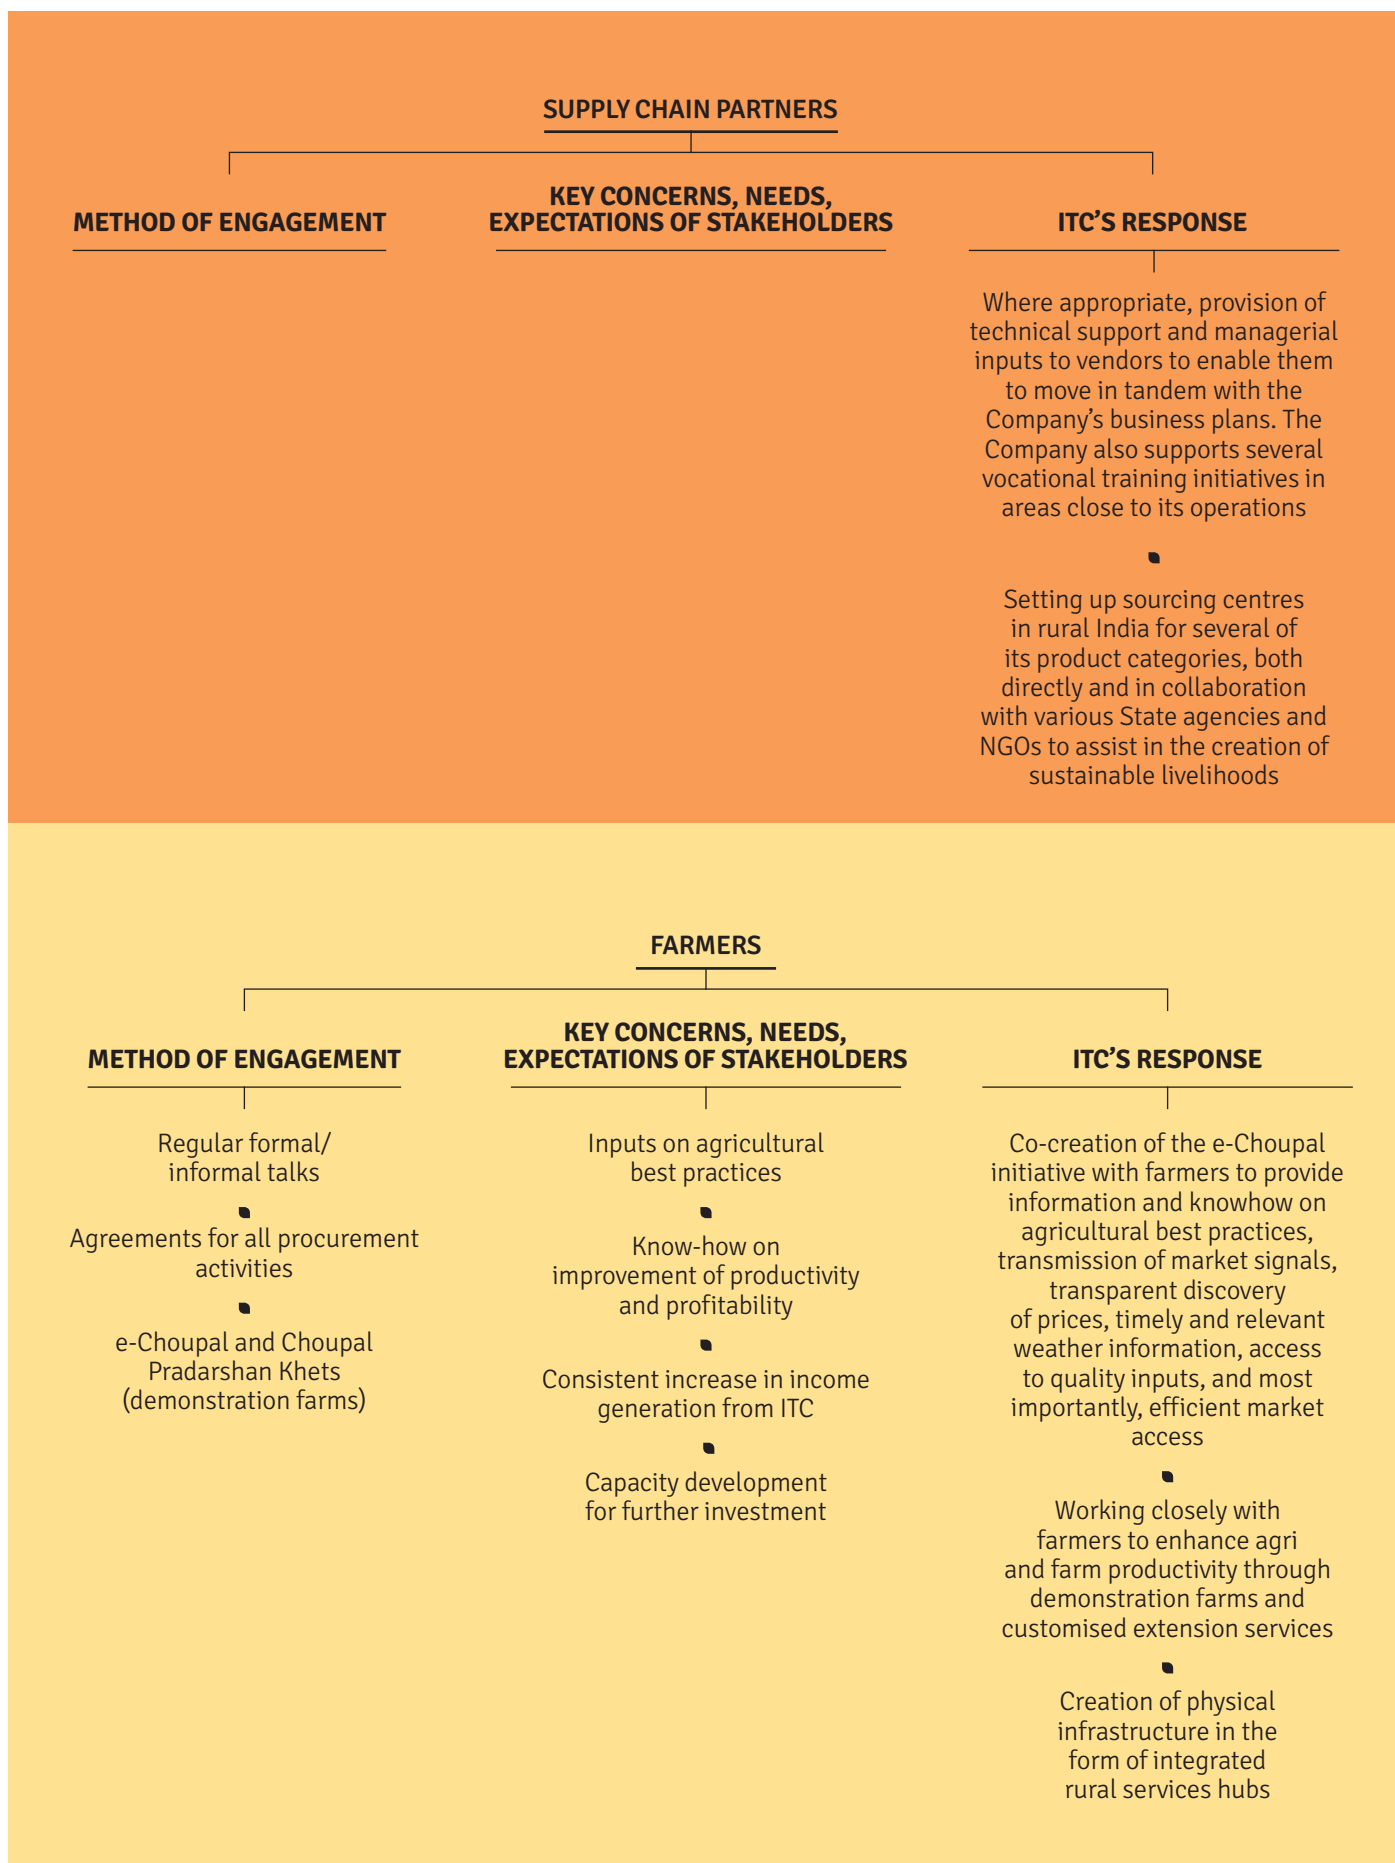 SUPPLY CHAIN PARTNERS
METHOD OF ENGAGEMENT
KEY CONCERNS, NEEDS,
EXPECTATIONS OF STAKEHOLDERS
ITC’S RESPONSE
Where appropriate, provision of
technical support and managerial
inputs to vendors to enable them
to move in tandem with the
Company’s business plans. The
Company also supports several
vocational training initiatives in
areas close to its operations
Setting up sourcing centres
in rural India for several of
its product categories, both
directly and in collaboration
with various State agencies and
NGOs to assist in the creation of
sustainable livelihoods
FARMERS
METHOD OF ENGAGEMENT
Regular formal/
informal talks
Agreements for all procurement
activities
e-Choupal and Choupal
Pradarshan Khets
(demonstration farms)
KEY CONCERNS, NEEDS,
EXPECTATIONS OF STAKEHOLDERS
Inputs on agricultural
best practices
Know-how on
improvement of productivity
and profitability
Consistent increase in income
generation from ITC
Capacity development
for further investment
ITC’S RESPONSE
Co-creation of the e-Choupal
initiative with farmers to provide
information and knowhow on
agricultural best practices,
transmission of market signals,
transparent discovery
of prices, timely and relevant
weather information, access
to quality inputs, and most
importantly, efficient market
access
Working closely with
farmers to enhance agri
and farm productivity through
demonstration farms and
customised extension services
Creation of physical
infrastructure in the
form of integrated
rural services hubs